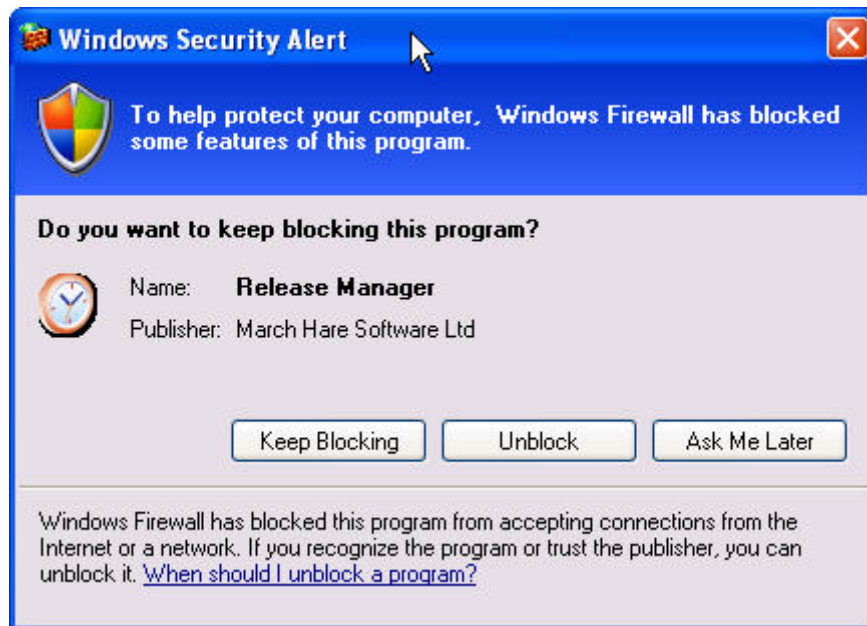 Windows Security Alert
To help protect your computer, Windows Firewall has blocked
some features of this program.
Do you want to keep blocking this program?
Name: Release Manager
Publisher: March Hare Software Ltd
Keep Blocking Unblock Ask Me Later
Windows Firewall has blocked this program from accepting connections from the
Internet or a network. If you recognize the program or trust the publisher, you can
unblock it. When should I unblock a program?